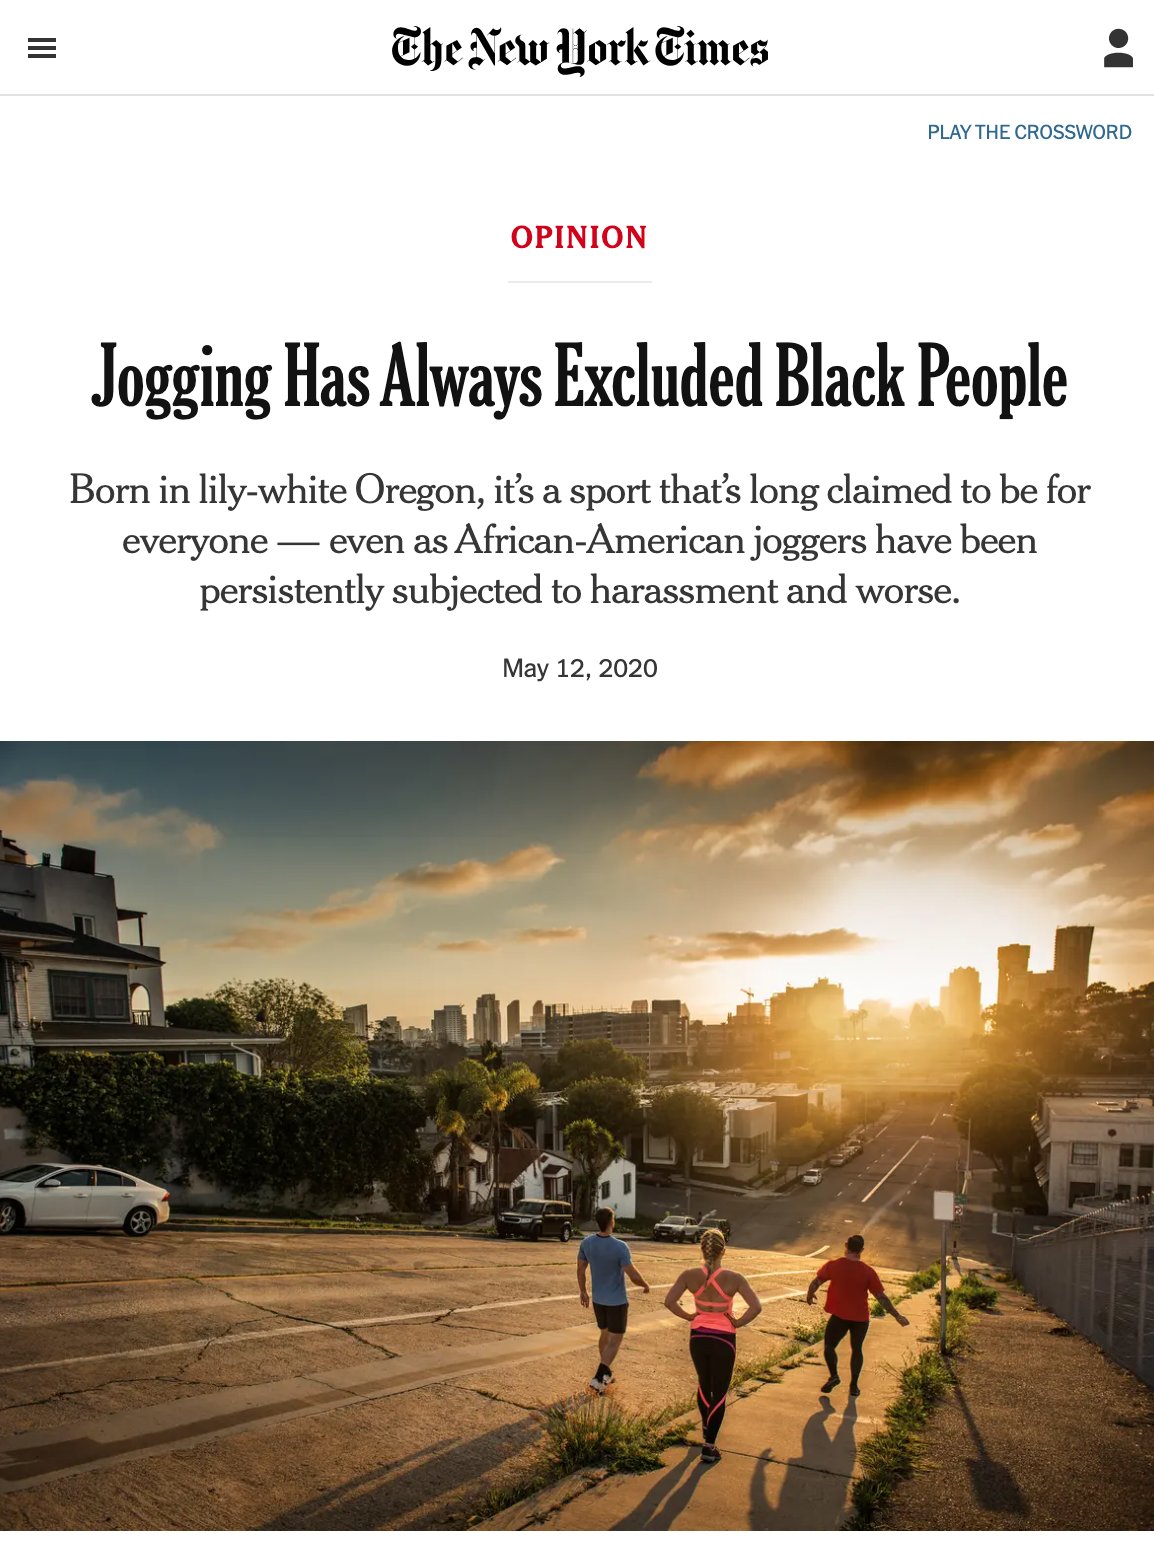 The New York Times
PLAY THE CROSSWORD
OPINION
Jogging Has Always Excluded Black People
Born in lily-white Oregon, it’s a sport that’s long claimed to be for
everyone — even as African-American joggers have been
persistently subjected to harassment and worse.
May 12, 2020